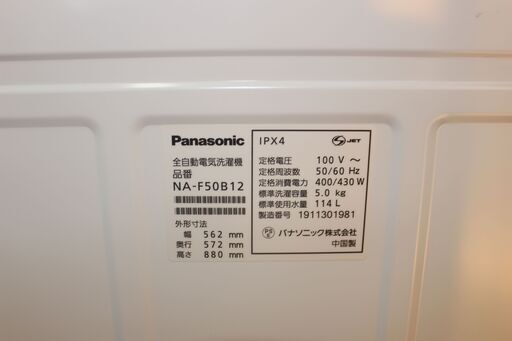 Panasonic
全自動電気洗濯機
品番
NA-F50B12
外形寸法
幅 562 mm
奥行 572 mm
高さ 880 mm
IPX4
S JET
定格電圧 100 V ～
定格周波数 50/60 Hz
定格消費電力 400/430 W
標準洗濯容量 5.0 kg
標準使用水量 114 L
製造番号 1911301981
PS E パナソニック株式会社
中国製